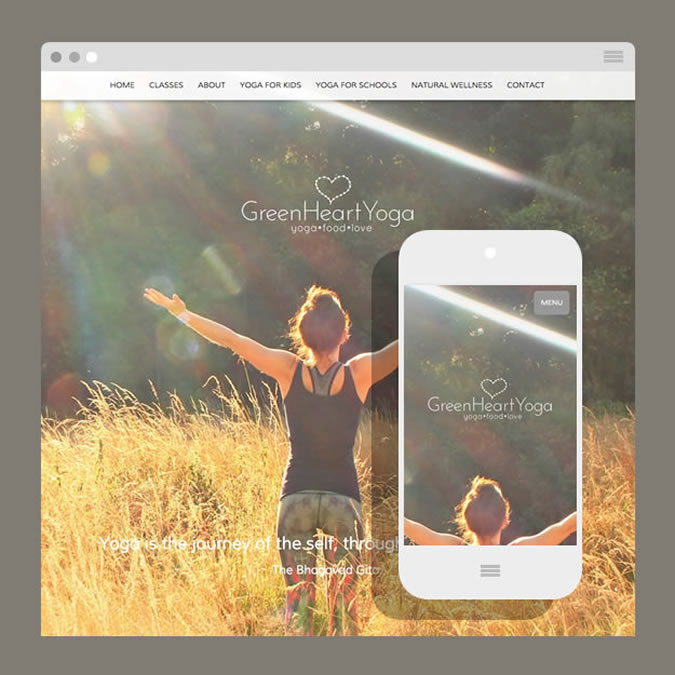 HOME CLASSES ABOUT YOGA FOR KIDS YOGA FOR SCHOOLS NATURAL WELLNESS CONTACT
GreenHeartYoga
yoga•food•love
MENU
GreenHeartYoga
yoga•food•love
Yoga is the journey of the self, through
The Bhagavad Gita